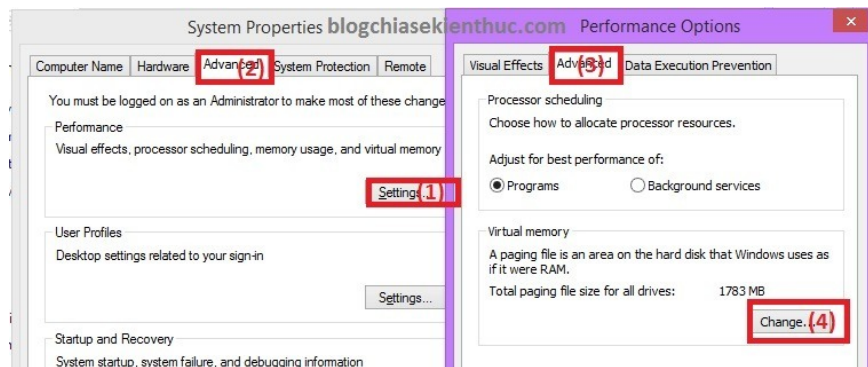 System Properties
blogchiasekienthuc.com
Performance Options
Computer Name
Hardware
Advanced
(2)
System Protection
Remote
You must be logged on as an Administrator to make most of these change
Performance
Visual effects, processor scheduling, memory usage, and virtual memory
Settings...
(1)
User Profiles
Desktop settings related to your sign-in
Settings...
Startup and Recovery
System startup, system failure, and debugging information
Visual Effects
Advanced
(3)
Data Execution Prevention
Processor scheduling
Choose how to allocate processor resources.
Adjust for best performance of:
Programs
Background services
Virtual memory
A paging file is an area on the hard disk that Windows uses as
if it were RAM.
Total paging file size for all drives:
1783 MB
Change...
(4)